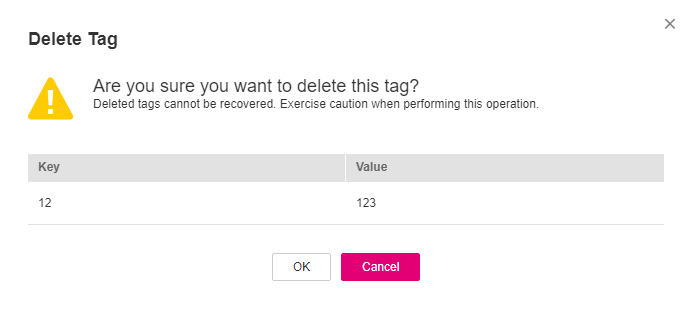 Delete Tag
Are you sure you want to delete this tag?
Deleted tags cannot be recovered. Exercise caution when performing this operation.
Key Value
12 123
OK Cancel